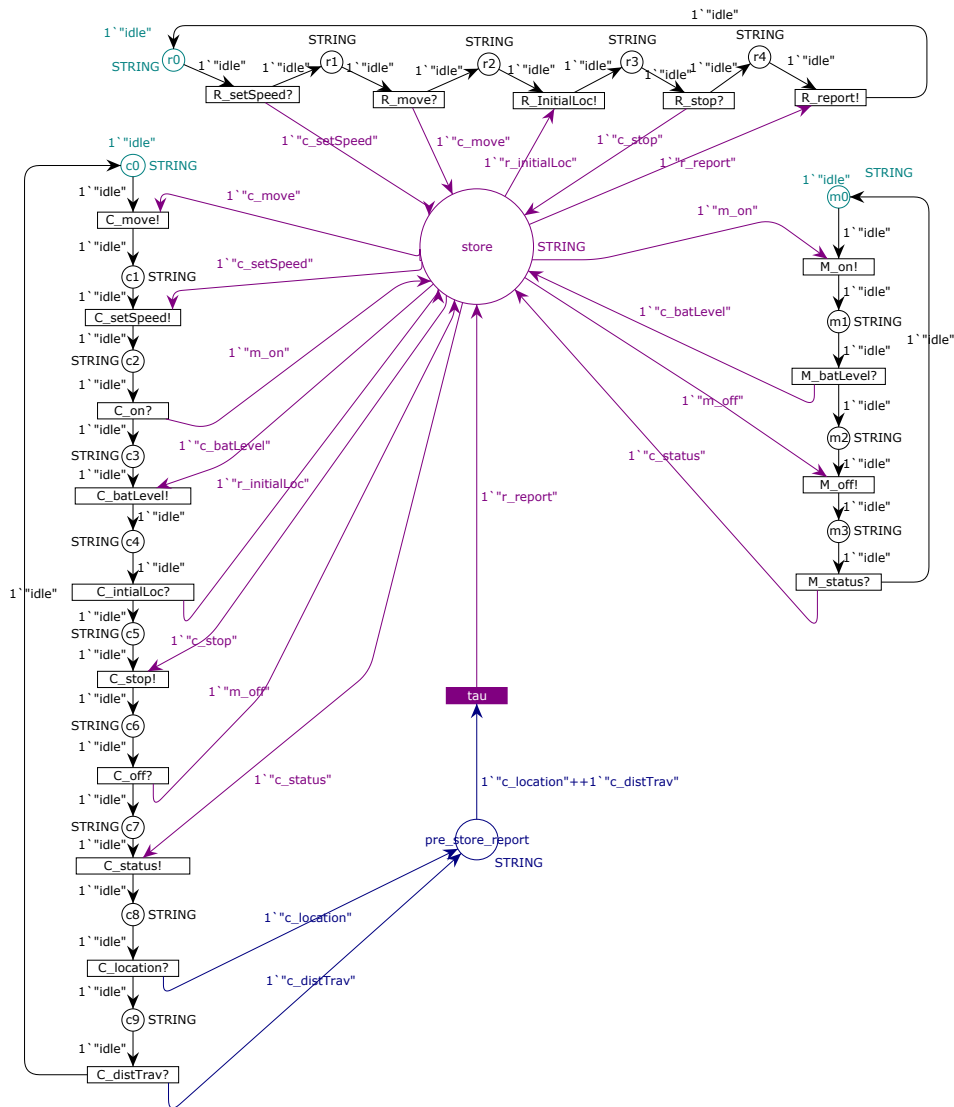 1`"idle"
1`"idle"
STRING
STRING
STRING
STRING
r0
STRING
1`"idle"
1`"idle"
r1
1`"idle"
1`"idle"
r2
1`"idle"
1`"idle"
r3
1`"idle"
1`"idle"
r4
1`"idle"
R_setSpeed?
R_move?
R_InitialLoc!
R_stop?
R_report!
1`"c_setSpeed"
1`"c_move"
1`"r_initialLoc"
1`"c_stop"
1`"r_report"
1`"idle"
c0
STRING
1`"idle"
C_move!
1`"c_move"
1`"idle"
c1
STRING
1`"c_setSpeed"
1`"idle"
C_setSpeed!
1`"idle"
STRING
c2
1`"m_on"
1`"idle"
C_on?
1`"idle"
STRING
c3
1`"c_batLevel"
1`"idle"
C_batLevel!
1`"r_initialLoc"
1`"idle"
STRING
c4
1`"idle"
C_intialLoc?
1`"idle"
1`"idle"
STRING
c5
1`"c_stop"
1`"idle"
C_stop!
1`"m_off"
1`"idle"
STRING
c6
1`"idle"
C_off?
1`"c_status"
1`"idle"
STRING
c7
1`"idle"
C_status!
1`"idle"
c8
STRING
1`"idle"
C_location?
1`"idle"
c9
STRING
1`"idle"
C_distTrav?
store
STRING
1`"r_report"
tau
1`"c_location"++1`"c_distTrav"
pre_store_report
STRING
1`"c_location"
1`"c_distTrav"
STRING
1`"idle"
m0
1`"m_on"
1`"idle"
M_on!
1`"idle"
1`"c_batLevel"
m1
STRING
1`"idle"
1`"idle"
M_batLevel?
1`"m_off"
1`"idle"
m2
STRING
1`"c_status"
1`"idle"
M_off!
1`"idle"
m3
STRING
1`"idle"
M_status?